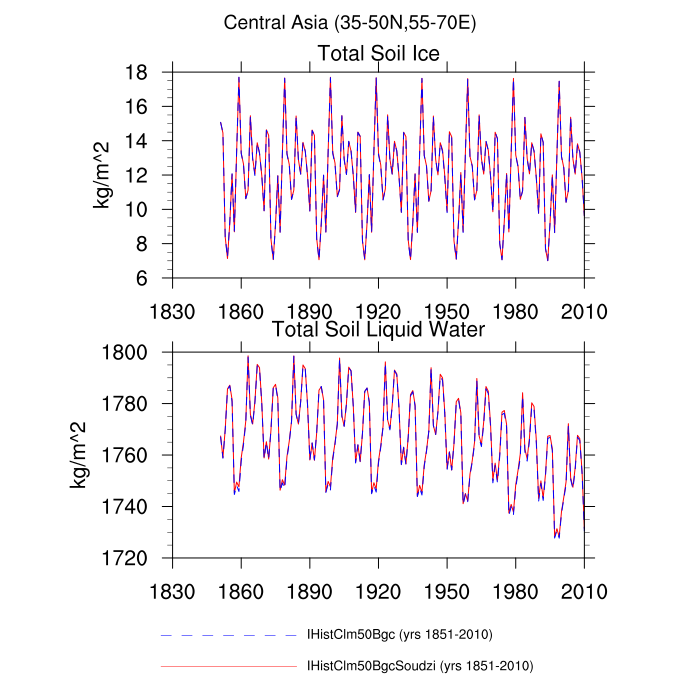 Central Asia (35-50N,55-70E)
Total Soil Ice
kg/m^2
18
16
14
12
10
8
6
1830 1860 1890 1920 1950 1980 2010
Total Soil Liquid Water
kg/m^2
1800
1780
1760
1740
1720
1830 1860 1890 1920 1950 1980 2010
IHistClm50Bgc (yrs 1851-2010)
IHistClm50BgcSoudzi (yrs 1851-2010)